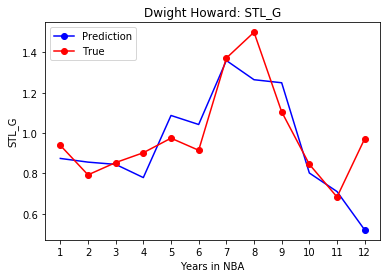 Dwight Howard: STL_G
Prediction
True
STL_G
1.4
1.2
1.0
0.8
0.6
1 2 3 4 5 6 7 8 9 10 11 12
Years in NBA